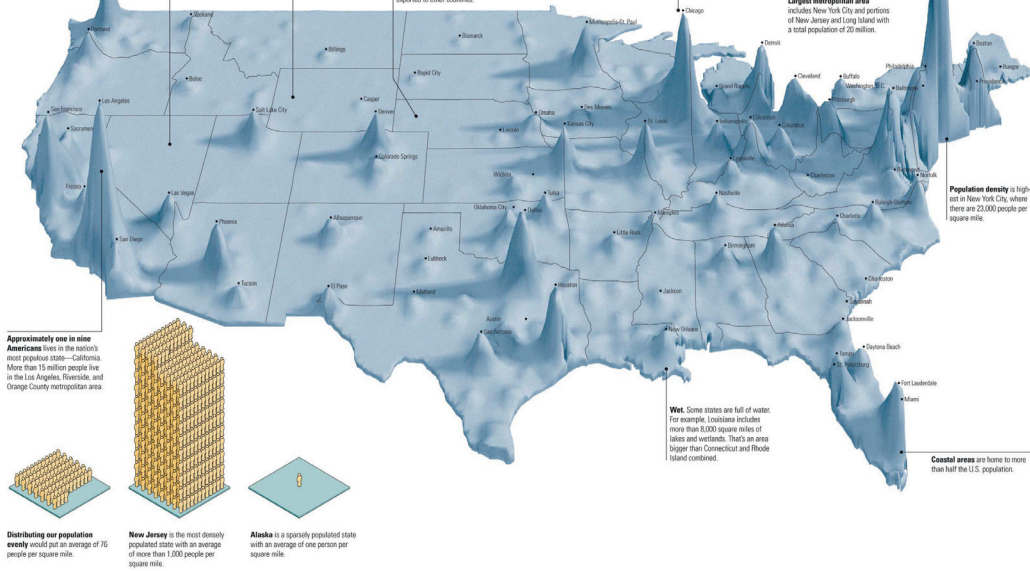 exported to other countries.
Largest metropolitan area
includes New York City and portions
of New Jersey and Long Island with
a total population of 20 million.
Chicago
Spokane
Portland
Minneapolis-St. Paul
Bismarck
Billings
Detroit
Boston
Rapid City
Boise
Cleveland
Buffalo
Philadelphia
Bangor
Grand Rapids
Washington, D.C.
Baltimore
Providence
Casper
Los Angeles
Pittsburgh
San Francisco
Salt Lake City
Denver
Omaha
Des Moines
Kansas City
St. Louis
Indianapolis
Cincinnati
Columbus
Sacramento
Lincoln
Colorado Springs
Louisville
Wichita
Charleston
Richmond
Norfolk
Fresno
Las Vegas
Tulsa
Nashville
Oklahoma City
Dallas
Memphis
Raleigh-Durham
Charlotte
Phoenix
Albuquerque
Amarillo
Little Rock
Atlanta
San Diego
Birmingham
Lubbock
Tucson
El Paso
Midland
Houston
Jackson
Charleston
Savannah
Austin
San Antonio
New Orleans
Jacksonville
Daytona Beach
Tampa
St. Petersburg
Fort Lauderdale
Miami
Population density is high-
est in New York City, where
there are 23,000 people per
square mile.
Approximately one in nine
Americans lives in the nation's
most populous state—California.
More than 15 million people live
in the Los Angeles, Riverside, and
Orange County metropolitan area.
Wet. Some states are full of water.
For example, Louisiana includes
more than 8,000 square miles of
lakes and wetlands. That's an area
bigger than Connecticut and Rhode
Island combined.
Coastal areas are home to more
than half the U.S. population.
Distributing our population
evenly would put an average of 76
people per square mile.
New Jersey is the most densely
populated state with an average
of more than 1,000 people per
square mile.
Alaska is a sparsely populated state
with an average of one person per
square mile.